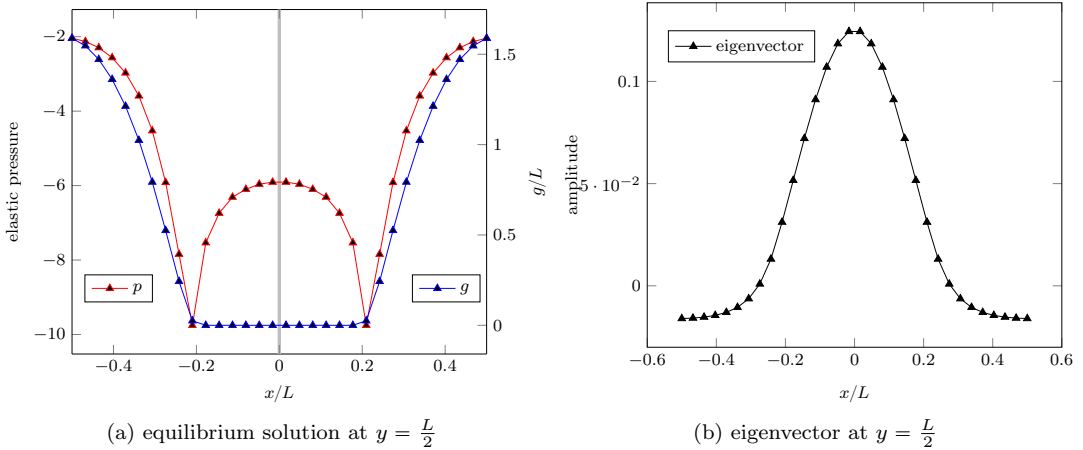 −2
−4
−6
−8
−10
elastic pressure
1.5
1
0.5
0
g/L
p
g
−0.4
−0.2
0
0.2
0.4
x/L
(a) equilibrium solution at y = L/2
eigenvector
0.1
5 · 10⁻²
0
amplitude
−0.6
−0.4
−0.2
0
0.2
0.4
0.6
x/L
(b) eigenvector at y = L/2